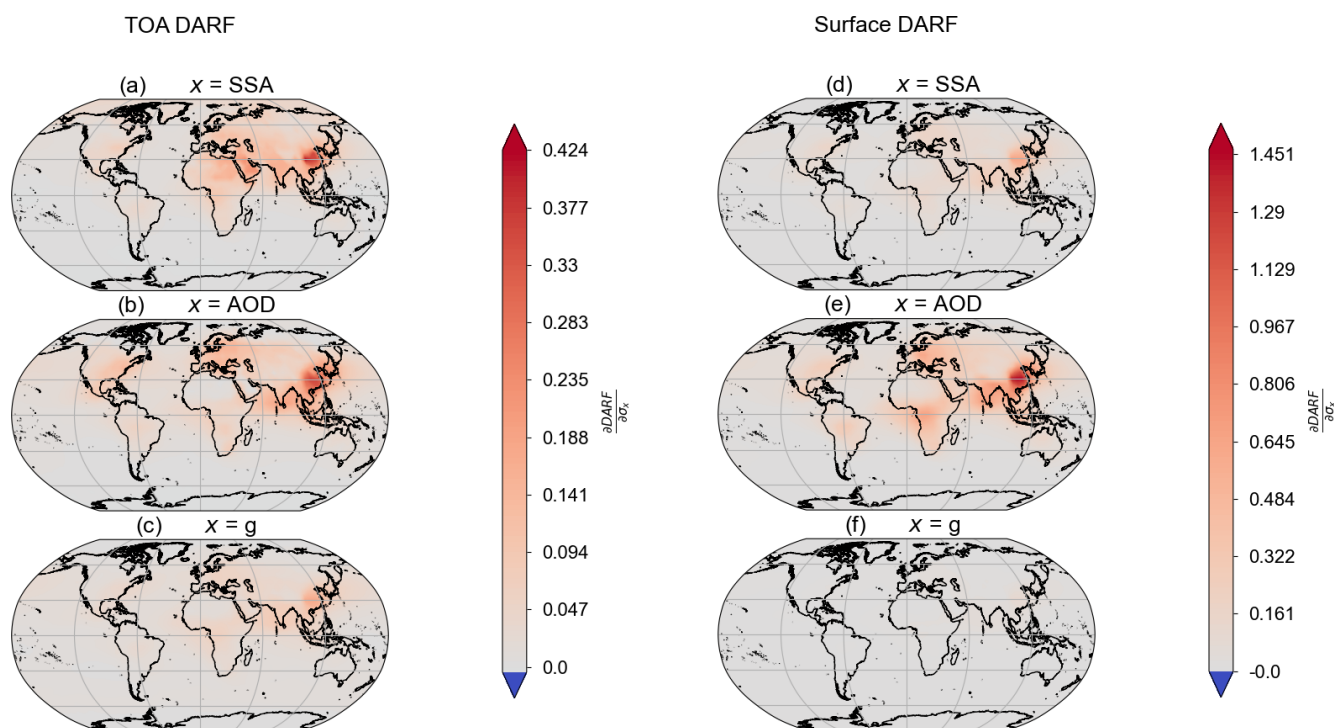 TOA DARF
Surface DARF
(a) x = SSA
(d) x = SSA
0.424
0.377
0.33
0.283
0.235
0.188
0.141
0.094
0.047
0.0
∂DARF
∂σx
1.451
1.29
1.129
0.967
0.806
0.645
0.484
0.322
0.161
-0.0
∂DARF
∂σx
(b) x = AOD
(e) x = AOD
(c) x = g
(f) x = g